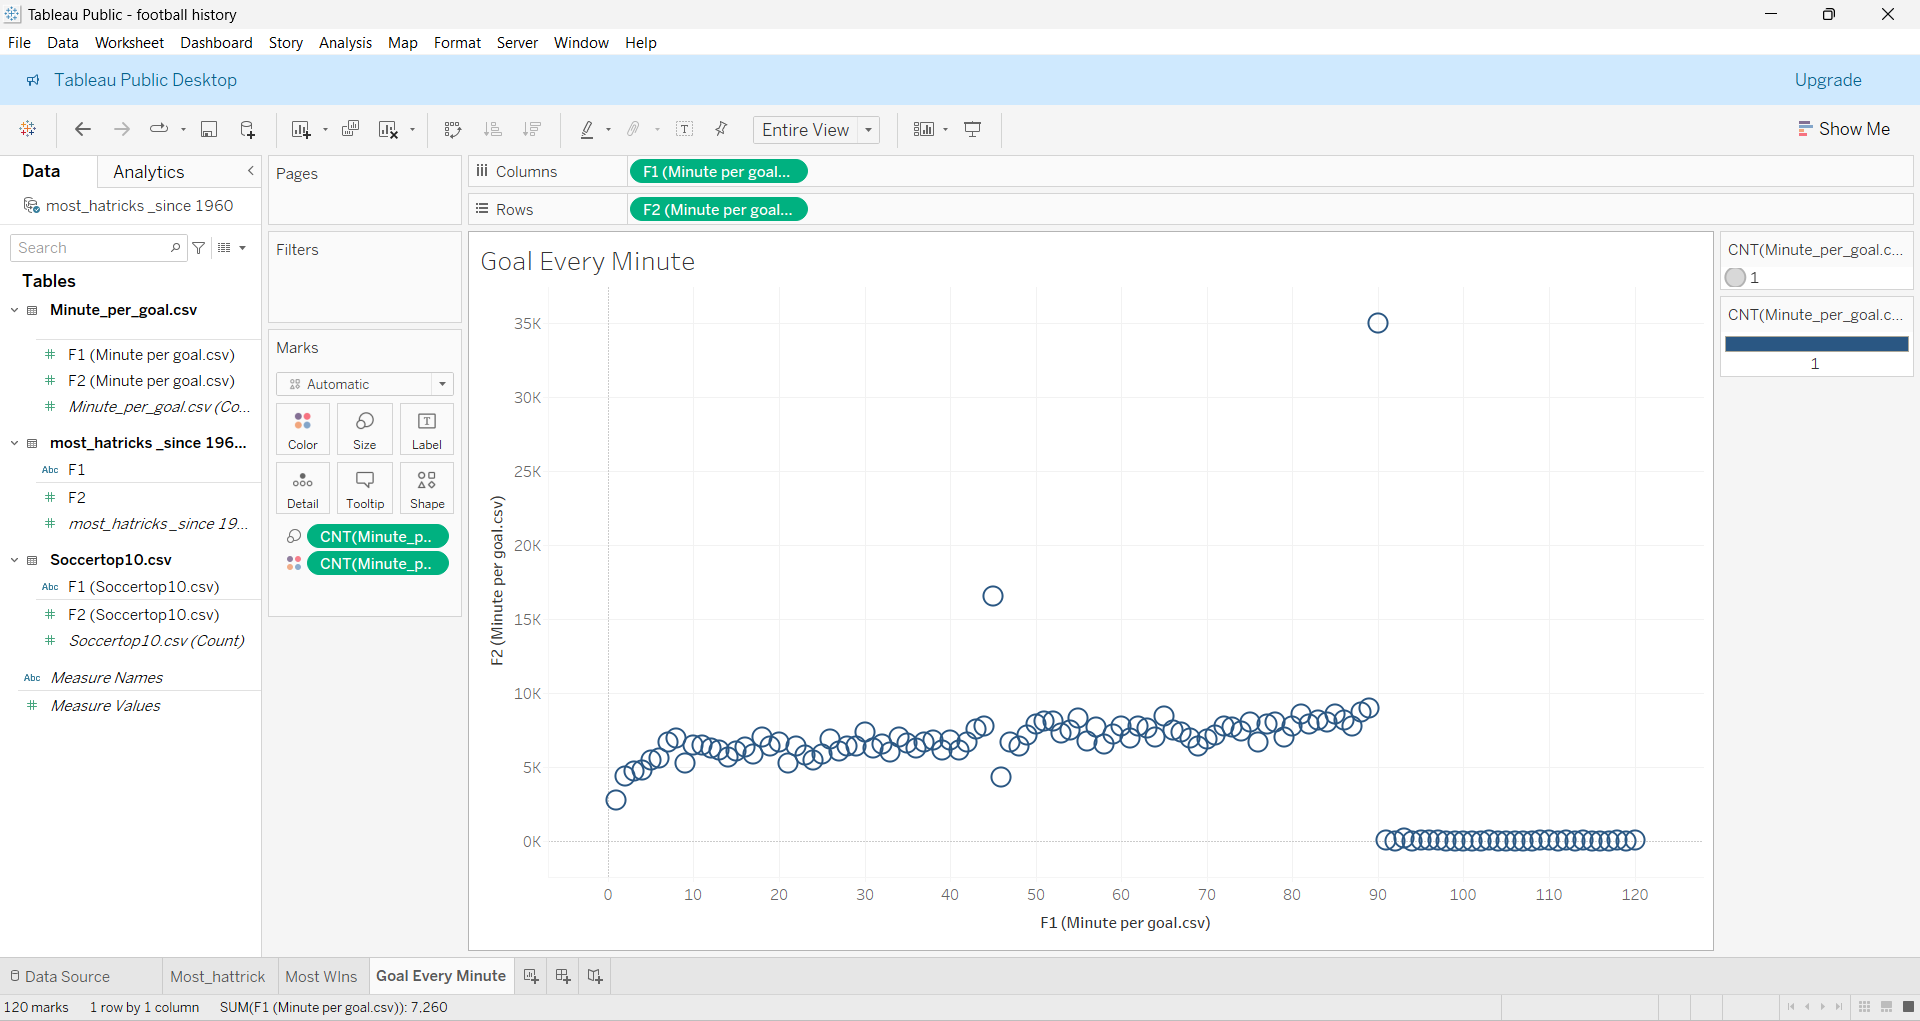 Tableau Public - football history
File Data Worksheet Dashboard Story Analysis Map Format Server Window Help
Tableau Public Desktop
Upgrade
Entire View
Show Me
Data
Analytics
most_hatricks _since 1960
Search
Tables
Minute_per_goal.csv
F1 (Minute per goal.csv)
F2 (Minute per goal.csv)
Minute_per_goal.csv (Co...
most_hatricks _since 196...
Abc F1
F2
most_hatricks _since 19...
Soccertop10.csv
Abc F1 (Soccertop10.csv)
F2 (Soccertop10.csv)
Soccertop10.csv (Count)
Abc Measure Names
Measure Values
Pages
Filters
Marks
Automatic
Color Size Label
Detail Tooltip Shape
CNT(Minute_p..
CNT(Minute_p..
Columns F1 (Minute per goal...
Rows F2 (Minute per goal...
Goal Every Minute
35K
30K
25K
20K
15K
10K
5K
0K
F2 (Minute per goal.csv)
0 10 20 30 40 50 60 70 80 90 100 110 120
F1 (Minute per goal.csv)
CNT(Minute_per_goal.c...
1
CNT(Minute_per_goal.c...
1
Data Source Most_hattrick Most WIns Goal Every Minute
120 marks 1 row by 1 column SUM(F1 (Minute per goal.csv)): 7,260